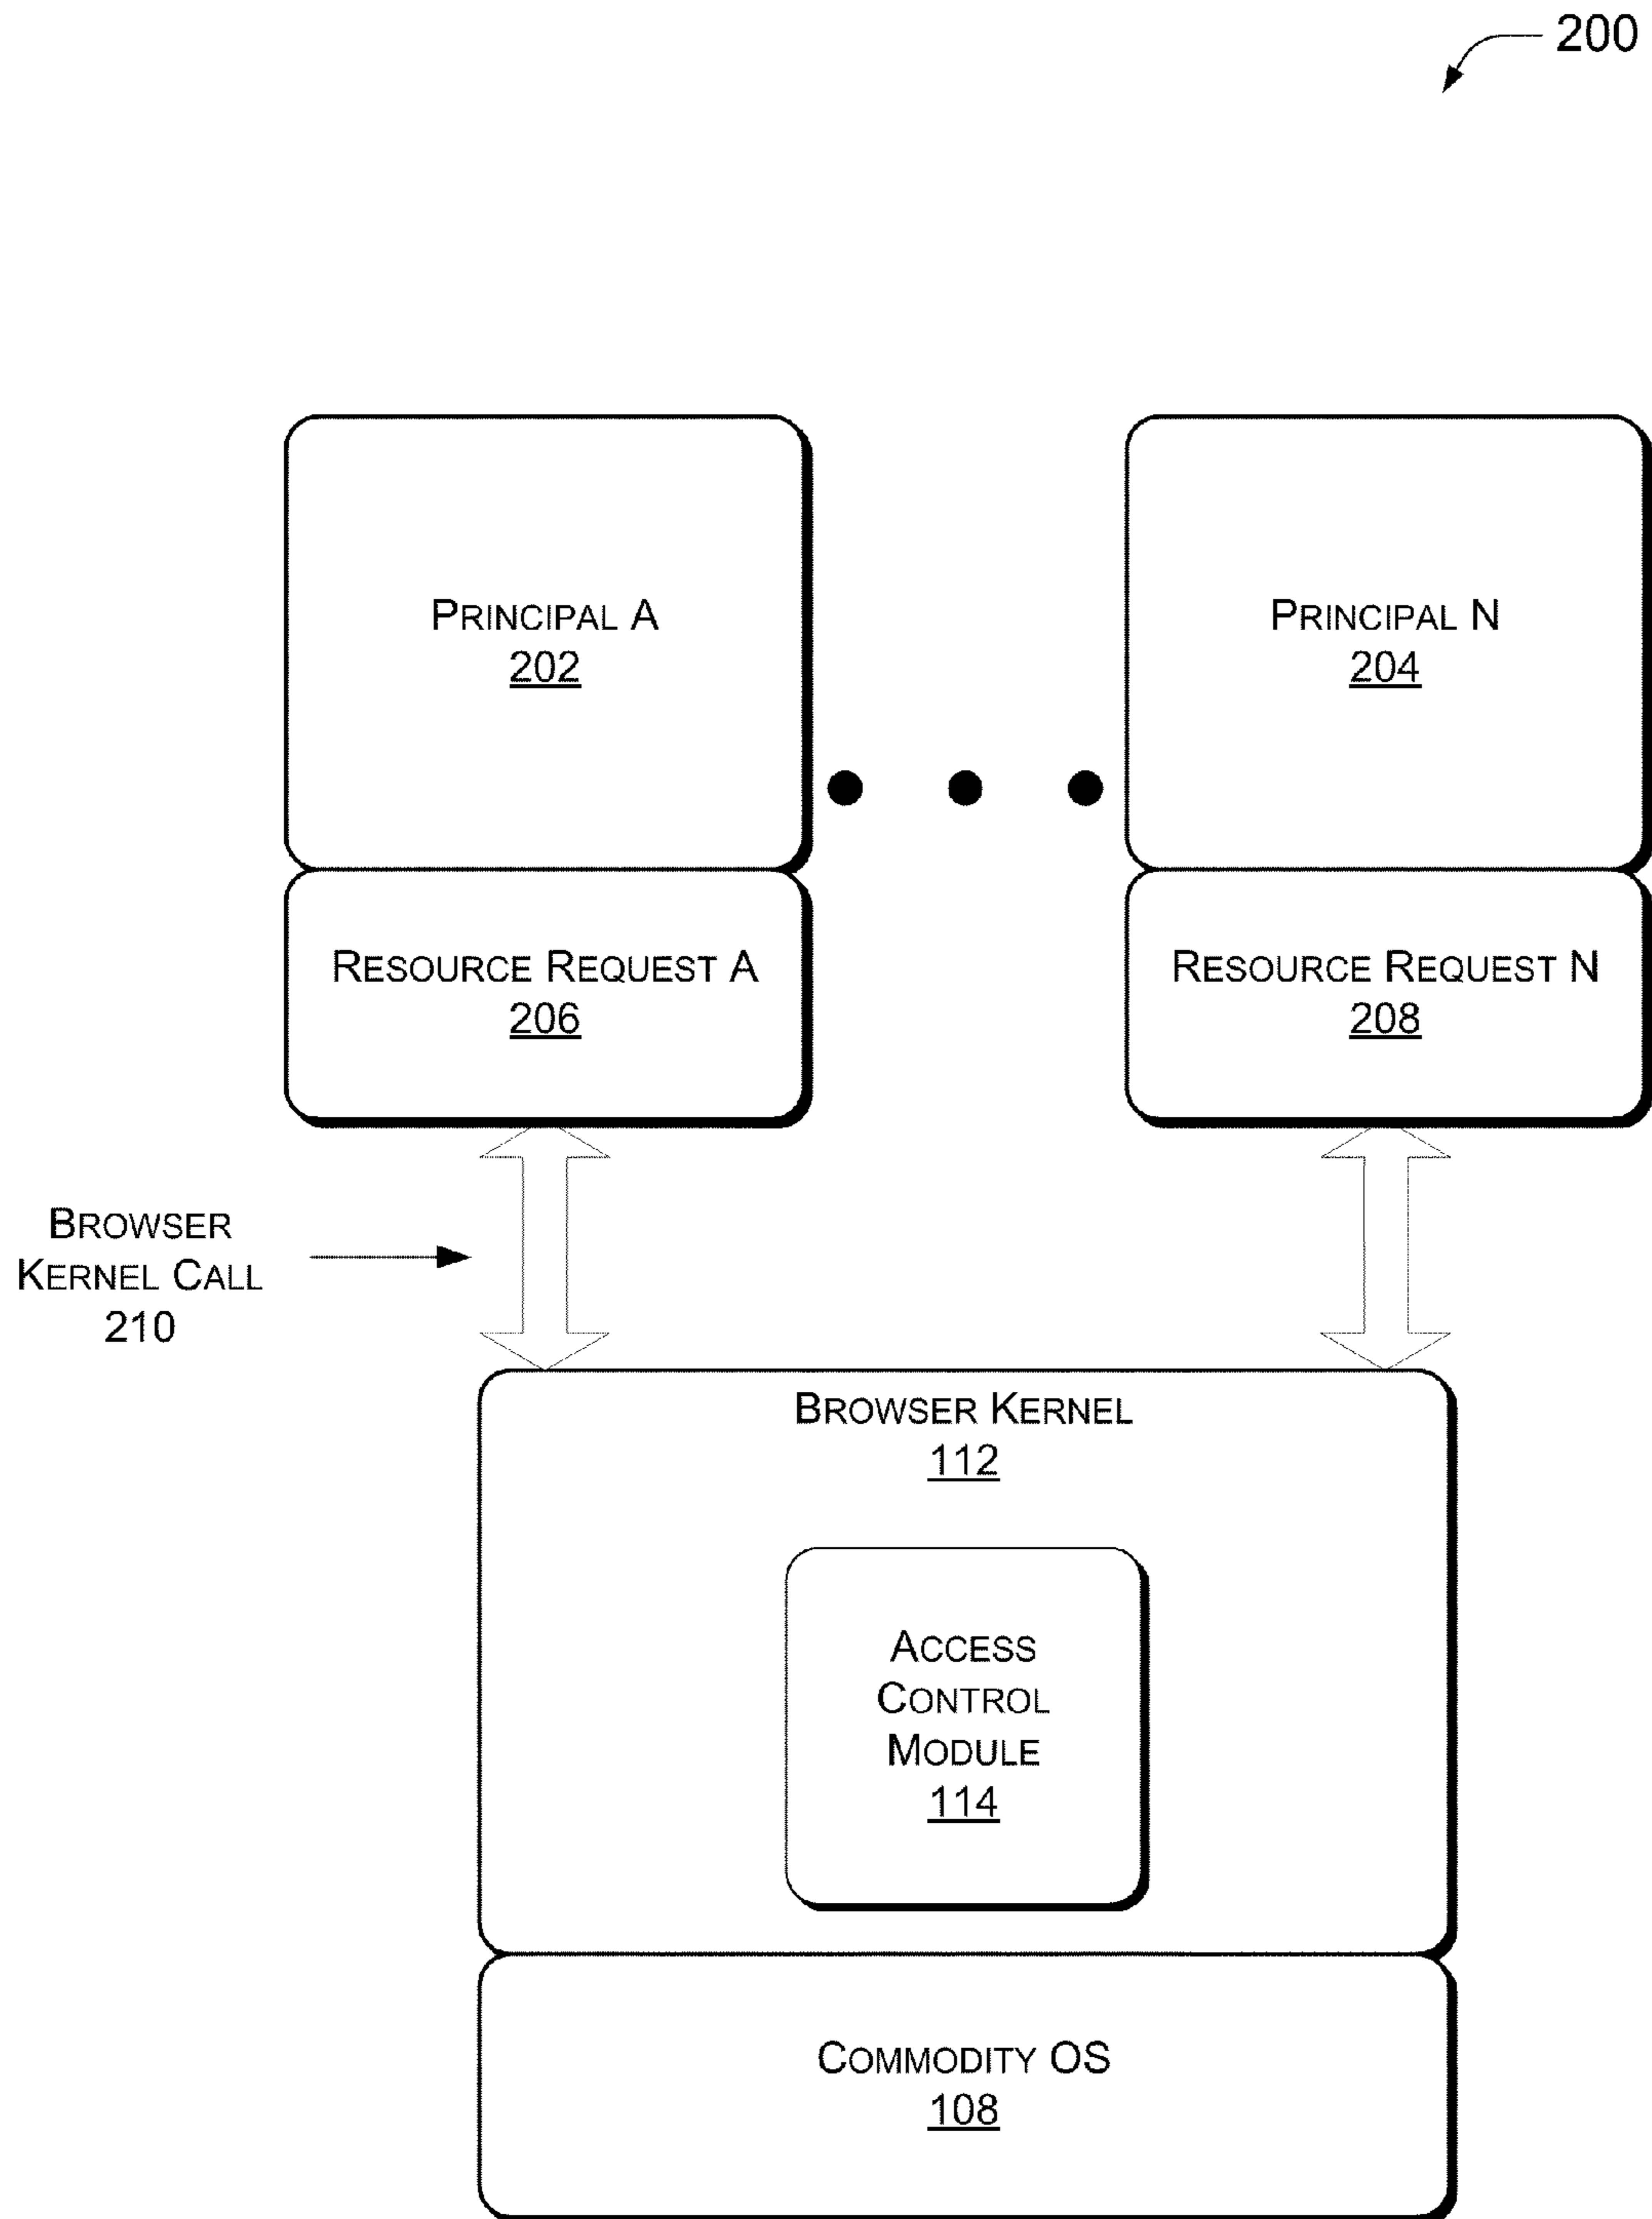 200
Principal A
202
Principal N
204
Resource Request A
206
Resource Request N
208
Browser
Kernel Call
210
Browser Kernel
112
Access
Control
Module
114
Commodity OS
108